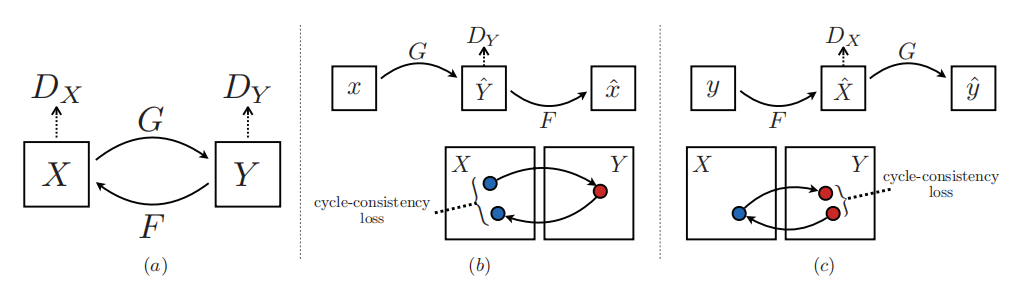 D_X
D_Y
G
X
Y
F
(a)
D_Y
G
x
Ŷ
x̂
F
X
Y
cycle-consistency
loss
(b)
D_X
G
y
X̂
ŷ
F
X
Y
cycle-consistency
loss
(c)